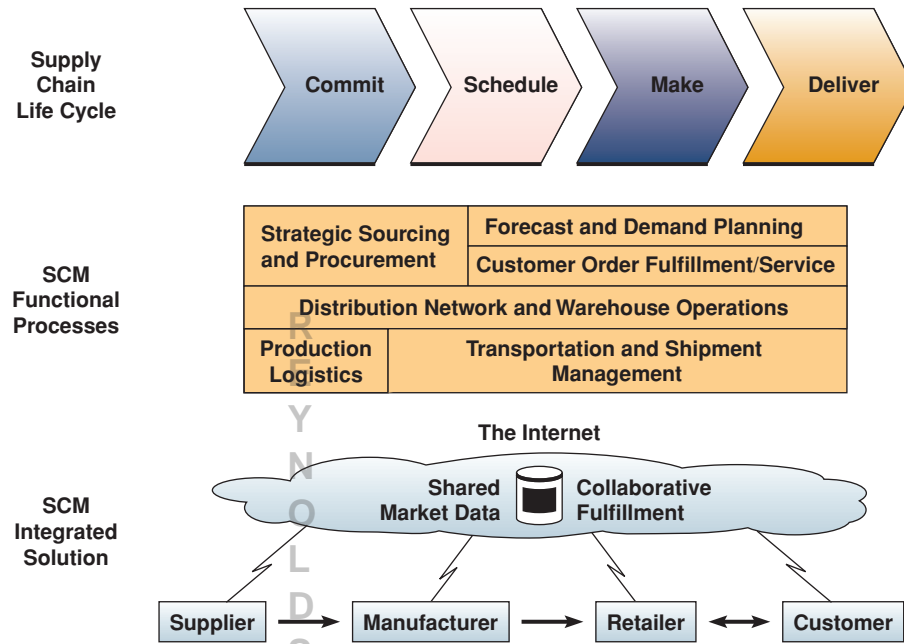 Supply
Chain
Life Cycle
Commit
Schedule
Make
Deliver
SCM
Functional
Processes
Strategic Sourcing
and Procurement
Forecast and Demand Planning
Customer Order Fulfillment/Service
Distribution Network and Warehouse Operations
Production
Logistics
Transportation and Shipment
Management
SCM
Integrated
Solution
The Internet
Shared
Market Data
Collaborative
Fulfillment
Supplier
Manufacturer
Retailer
Customer
R
E
Y
N
O
L
D
S